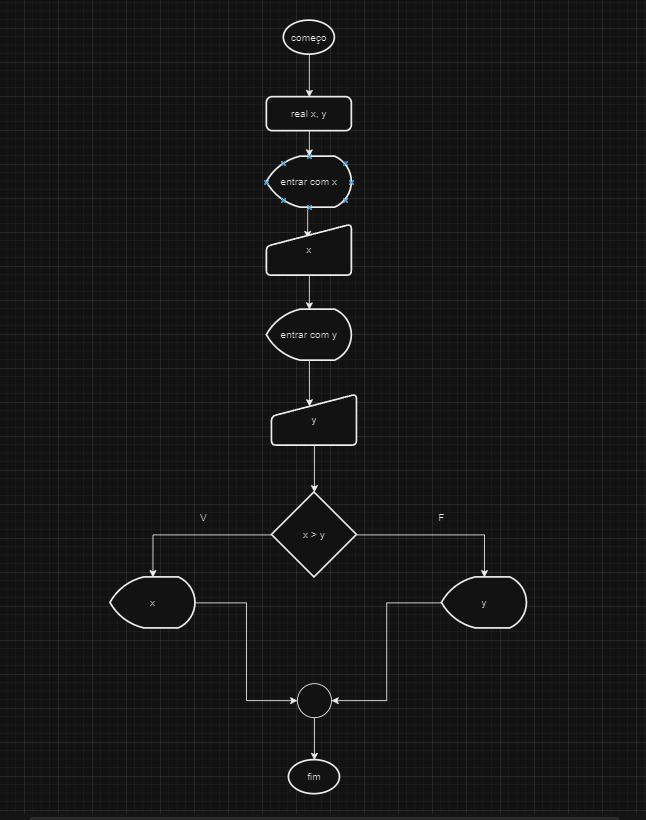 começo
real x, y
entrar com x
x
entrar com y
y
x > y
V
F
x
y
fim